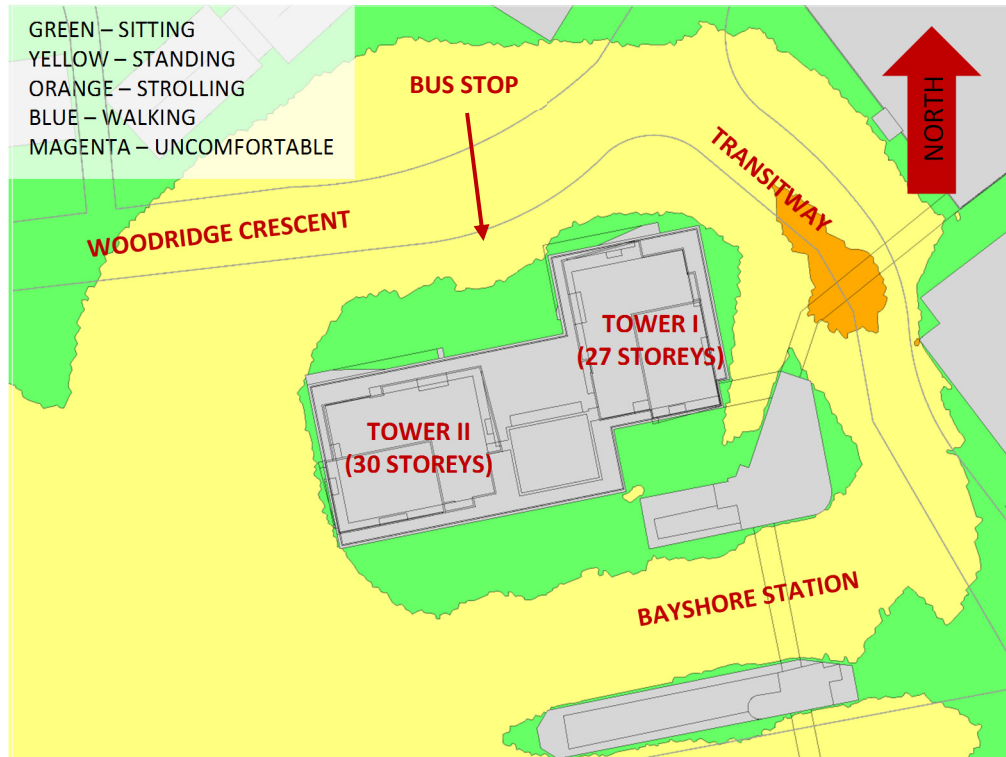 GREEN – SITTING
YELLOW – STANDING
ORANGE – STROLLING
BLUE – WALKING
MAGENTA – UNCOMFORTABLE
BUS STOP
NORTH
TRANSITWAY
WOODRIDGE CRESCENT
TOWER I
(27 STOREYS)
TOWER II
(30 STOREYS)
BAYSHORE STATION